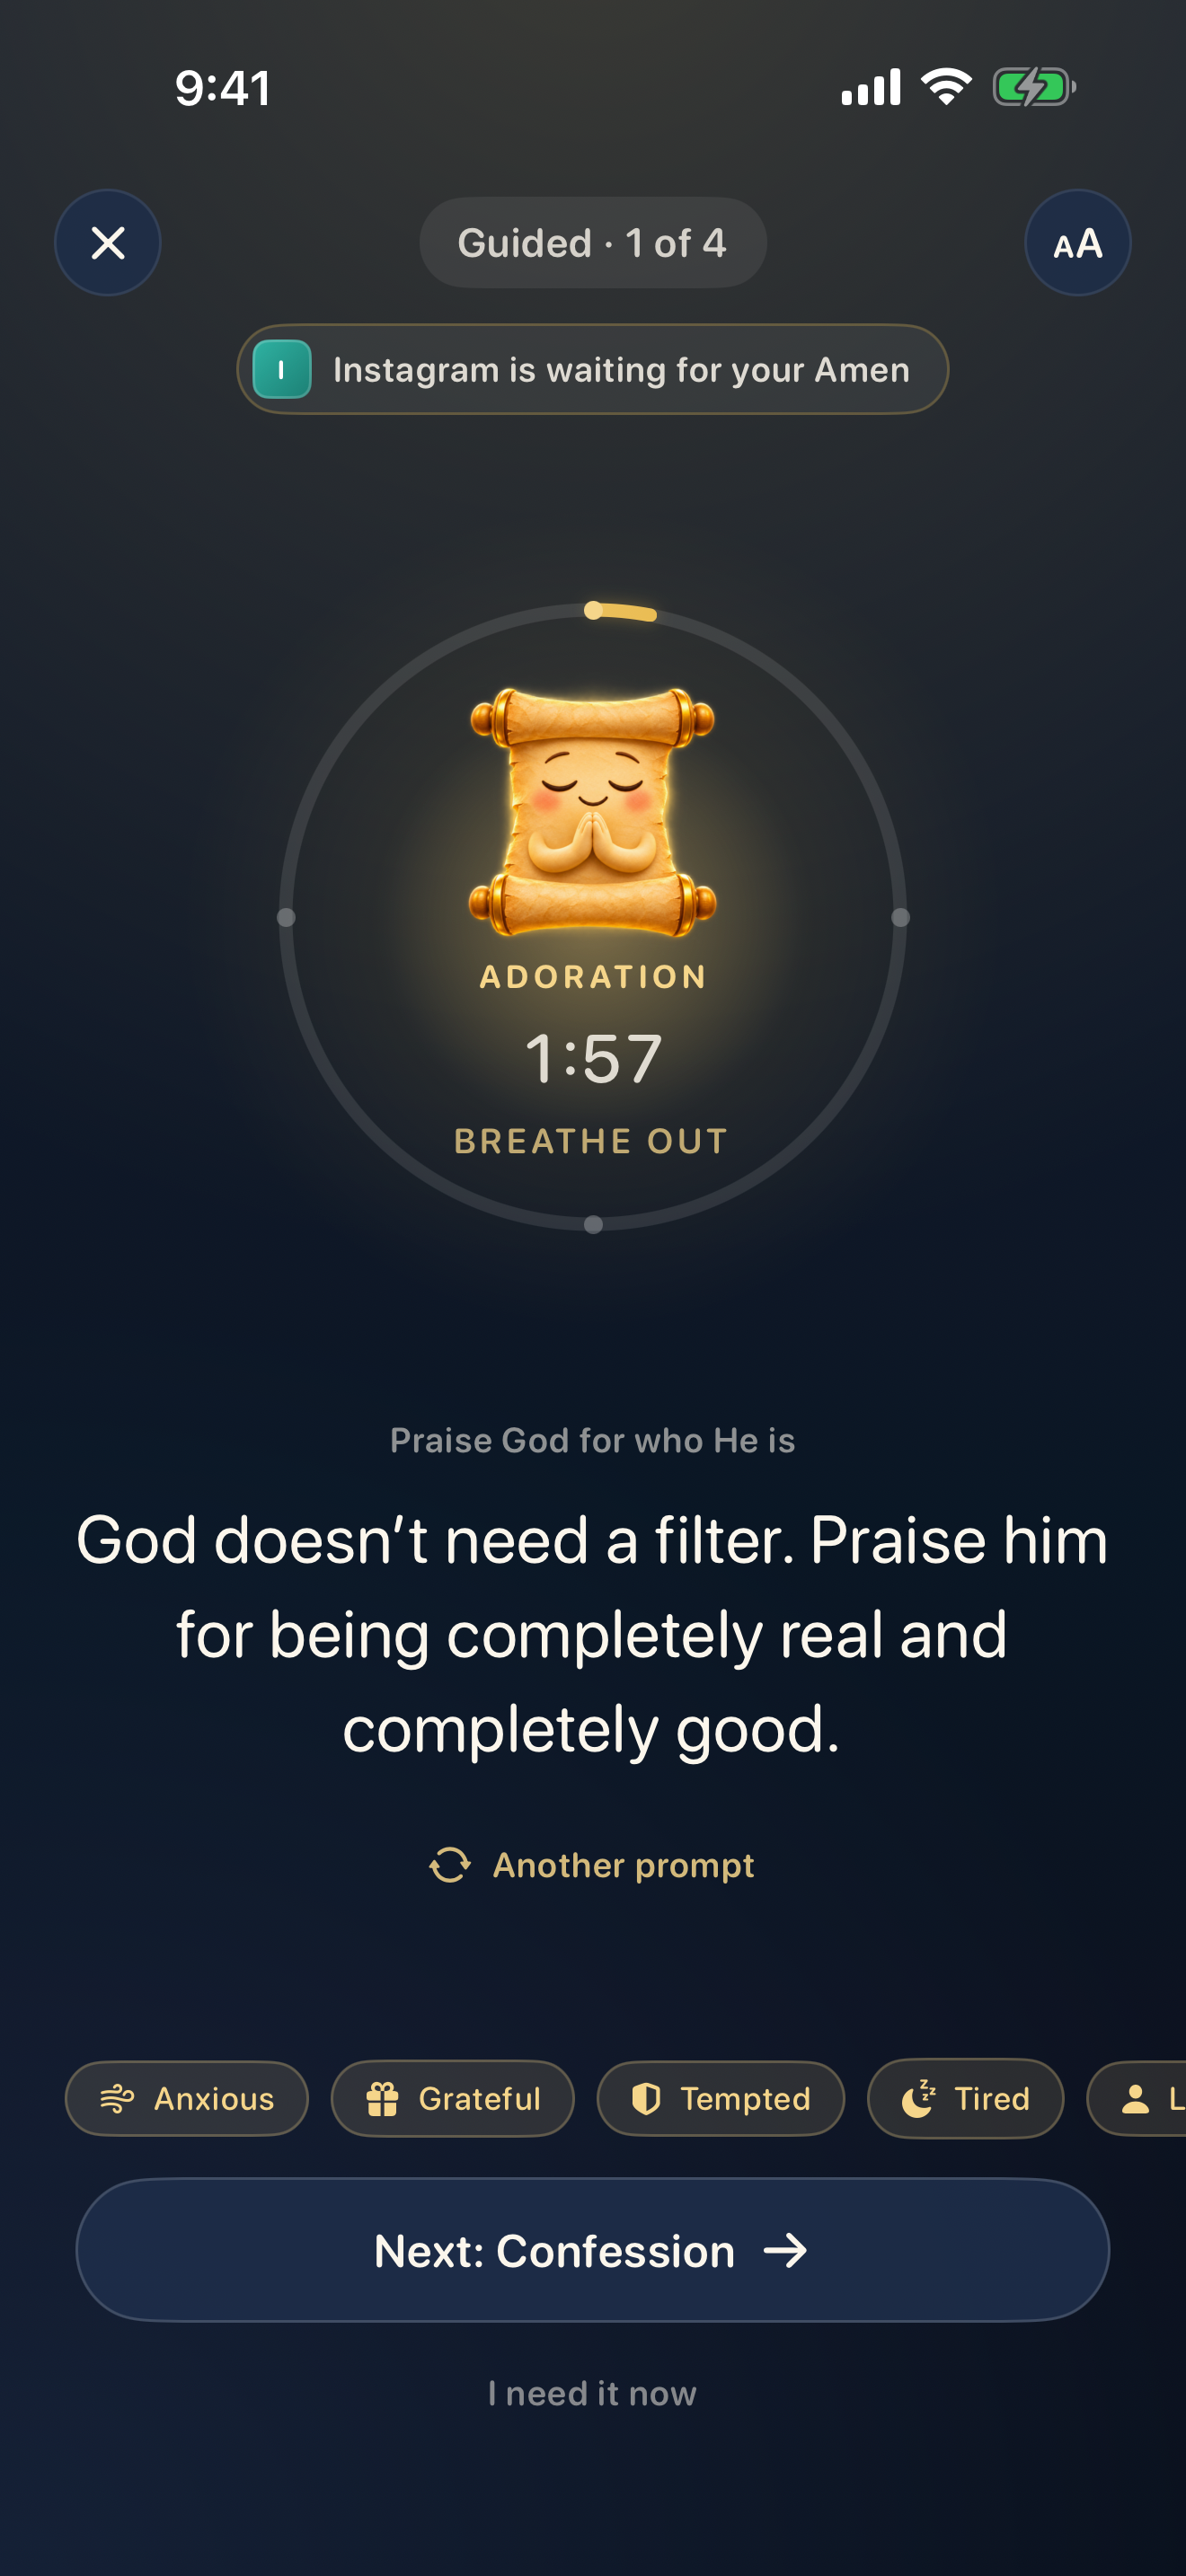 9:41
Guided · 1 of 4
AA
I Instagram is waiting for your Amen
ADORATION
1:57
BREATHE OUT
Praise God for who He is
God doesn’t need a filter. Praise him
for being completely real and
completely good.
Another prompt
Anxious Grateful Tempted Tired L
Next: Confession →
I need it now